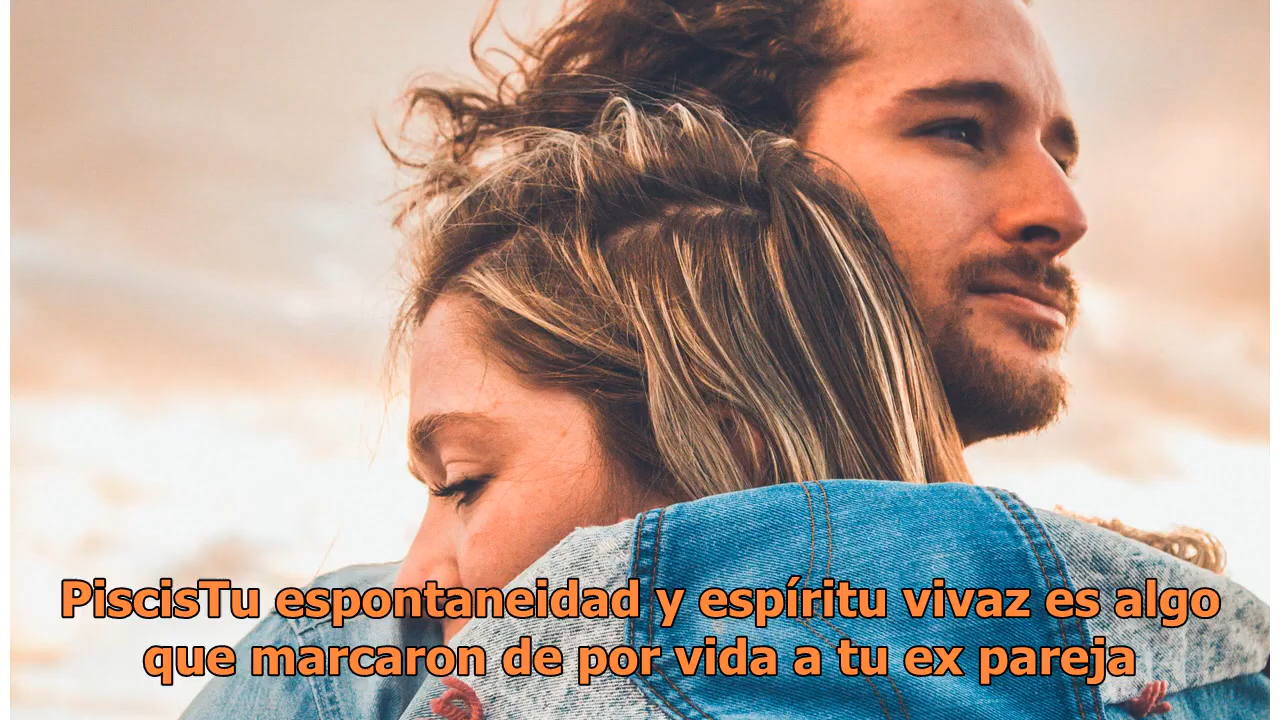 PiscisTu espontaneidad y espíritu vivaz es algo
que marcaron de por vida a tu ex pareja